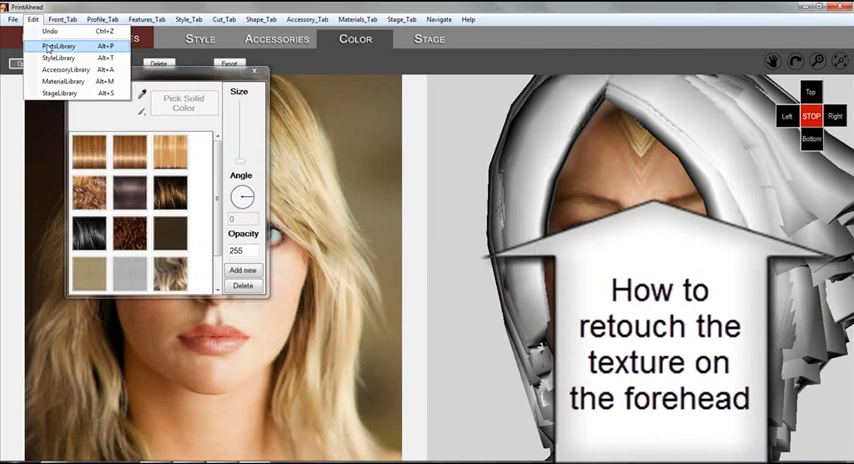 PrintAhead
File Edit Front_Tab Profile_Tab Features_Tab Style_Tab Cut_Tab Shape_Tab Accessory_Tab Materials_Tab Stage_Tab Navigate Help
Undo Ctrl+Z
PartsLibrary Alt+P
StyleLibrary Alt+T
AccessoryLibrary Alt+A
MaterialLibrary Alt+M
StageLibrary Alt+S
STYLE ACCESSORIES COLOR STAGE
Delete Export
Pick Solid
Color
Size
Angle
0
Opacity
255
Add new
Delete
Top
Left STOP Right
Bottom
How to
retouch the
texture on
the forehead